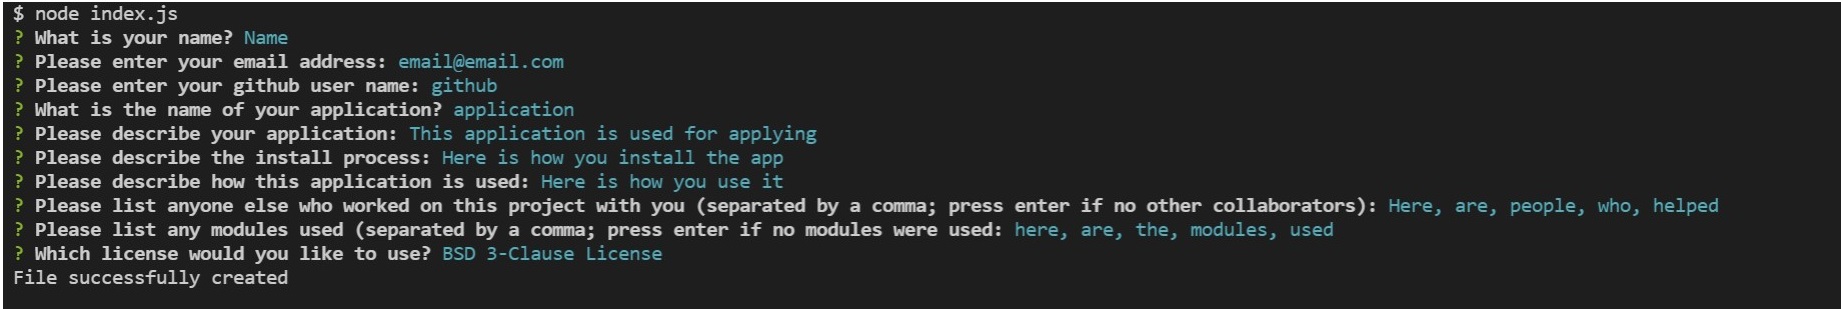 $ node index.js
? What is your name? Name
? Please enter your email address: email@email.com
? Please enter your github user name: github
? What is the name of your application? application
? Please describe your application: This application is used for applying
? Please describe the install process: Here is how you install the app
? Please describe how this application is used: Here is how you use it
? Please list anyone else who worked on this project with you (separated by a comma; press enter if no other collaborators): Here, are, people, who, helped
? Please list any modules used (separated by a comma; press enter if no modules were used: here, are, the, modules, used
? Which license would you like to use? BSD 3-Clause License
File successfully created